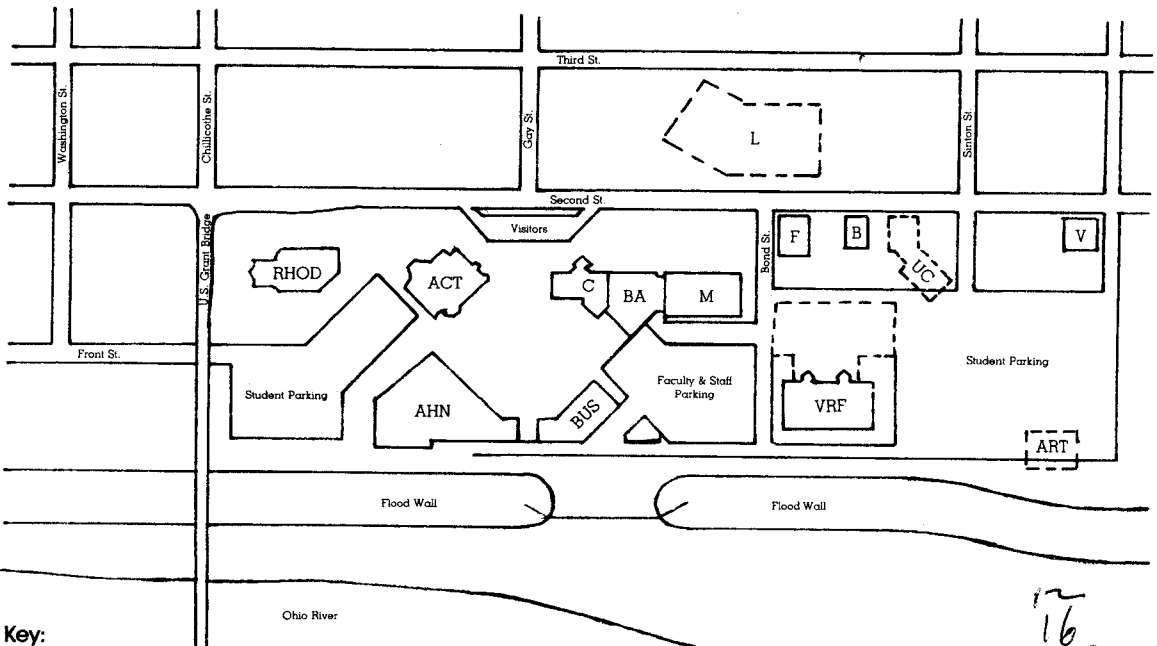 Third St.
Washington St.
Chillicothe St.
Gay St.
Sinton St.
L
Second St.
Visitors
U.S. Grant Bridge
Bond St.
F
B
UC
V
RHOD
ACT
C
BA
M
Front St.
Student Parking
AHN
BUS
Faculty & Staff
Parking
VRF
Student Parking
ART
Flood Wall
Flood Wall
Ohio River
Key:
16